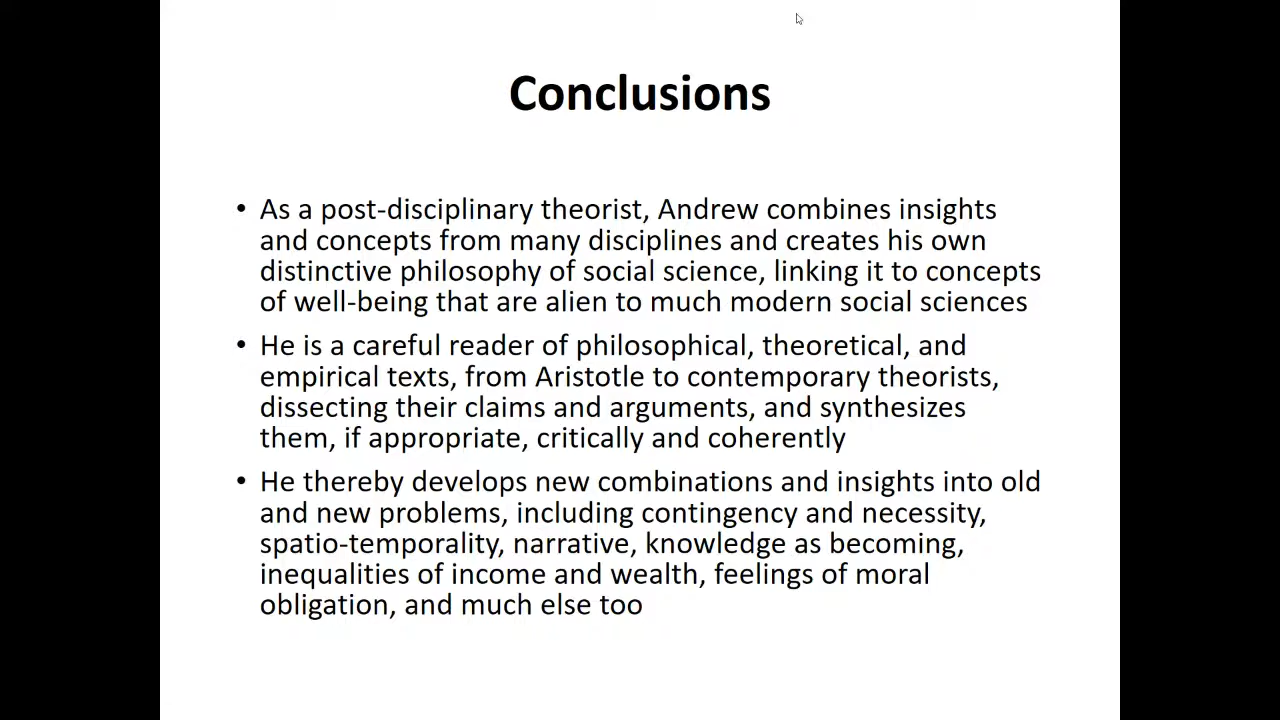 Conclusions
• As a post-disciplinary theorist, Andrew combines insights
and concepts from many disciplines and creates his own
distinctive philosophy of social science, linking it to concepts
of well-being that are alien to much modern social sciences
• He is a careful reader of philosophical, theoretical, and
empirical texts, from Aristotle to contemporary theorists,
dissecting their claims and arguments, and synthesizes
them, if appropriate, critically and coherently
• He thereby develops new combinations and insights into old
and new problems, including contingency and necessity,
spatio-temporality, narrative, knowledge as becoming,
inequalities of income and wealth, feelings of moral
obligation, and much else too